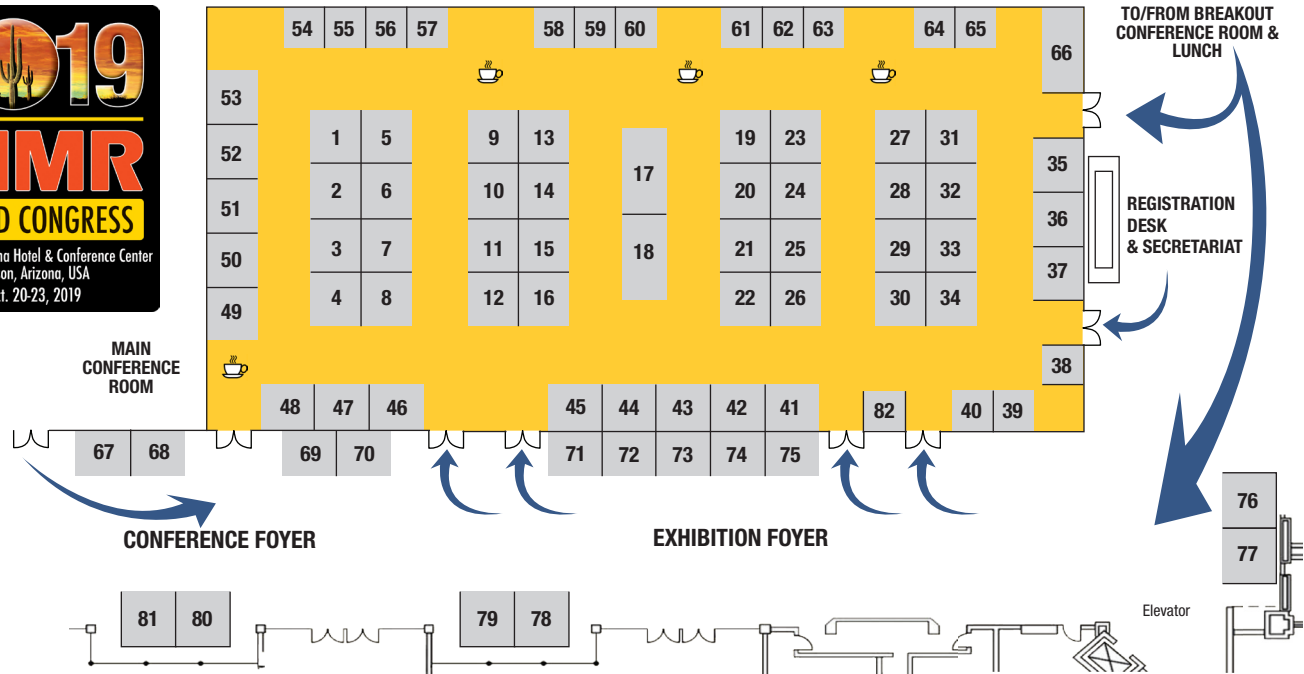 2019
CONGRESS
Hotel & Conference Center
Arizona, USA
20-23, 2019
54 55 56 57 58 59 60 61 62 63 64 65
66
TO/FROM BREAKOUT
CONFERENCE ROOM &
LUNCH
53
52
51
50
49
1 5
2 6
3 7
4 8
9 13
10 14
11 15
12 16
17
18
19 23
20 24
21 25
22 26
27 31
28 32
29 33
30 34
35
36
37
38
REGISTRATION
DESK
& SECRETARIAT
MAIN
CONFERENCE
ROOM
48 47 46 45 44 43 42 41 82 40 39
67 68 69 70 71 72 73 74 75
CONFERENCE FOYER
EXHIBITION FOYER
76
77
Elevator
81 80 79 78